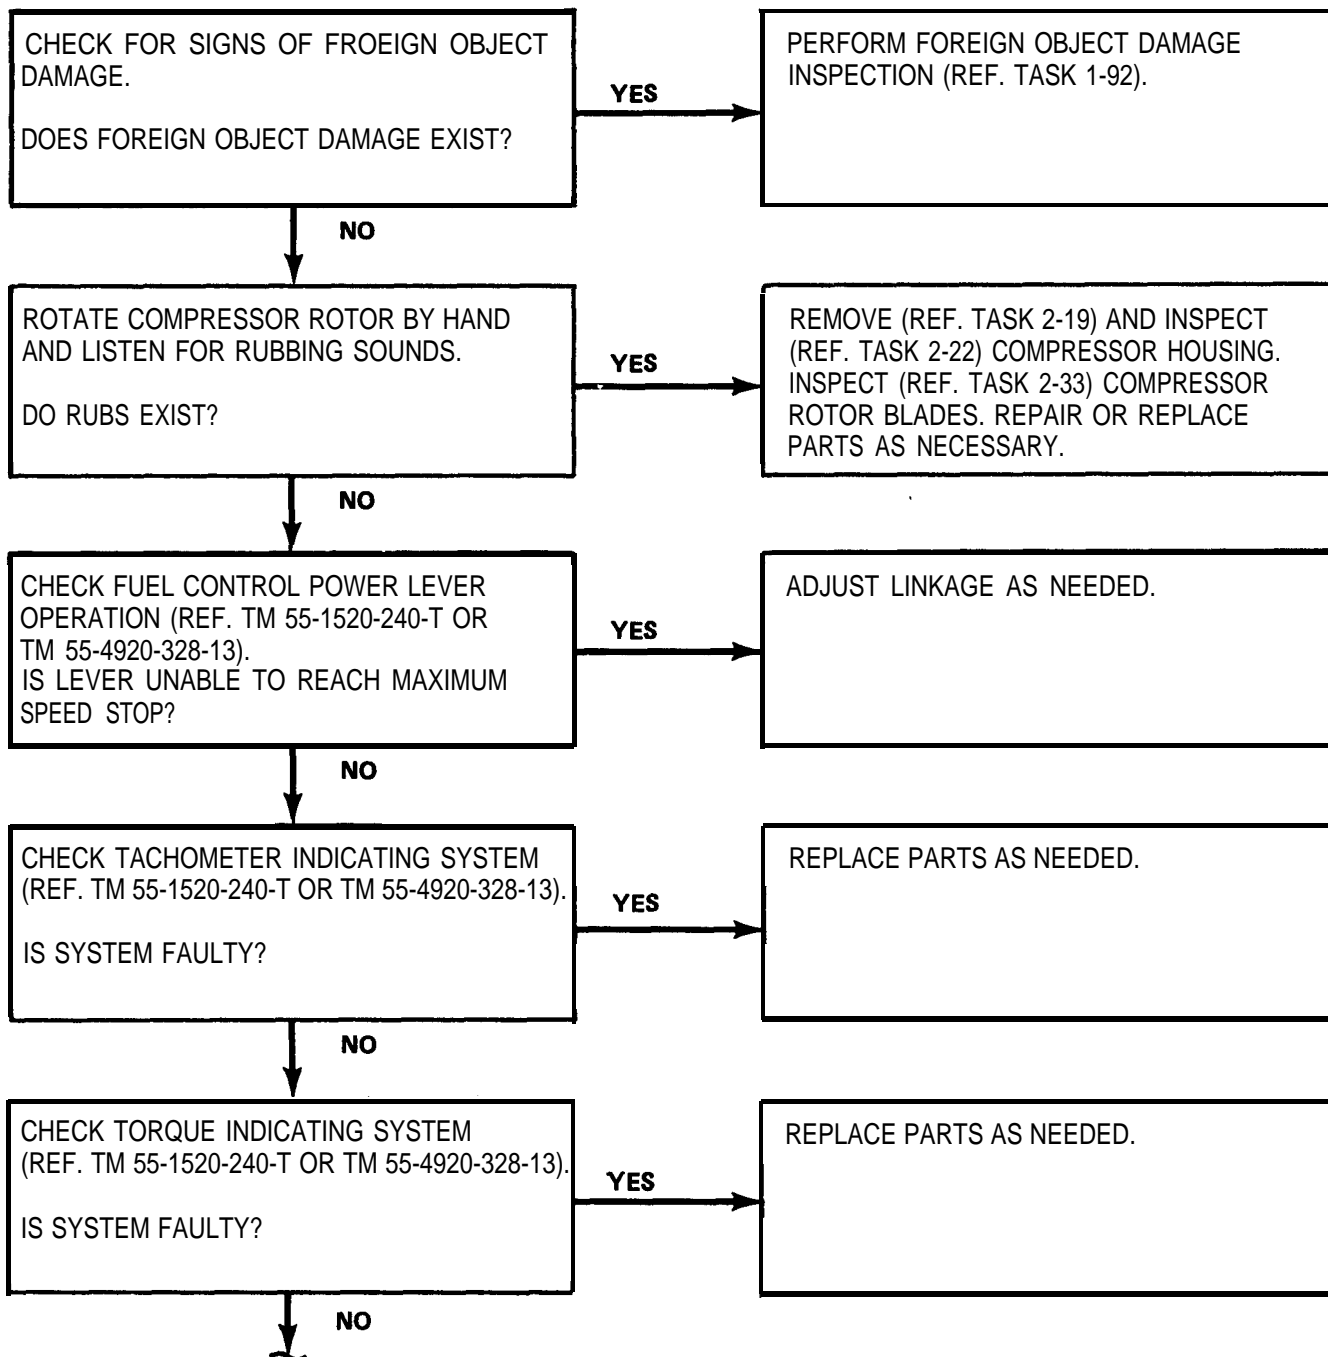 CHECK FOR SIGNS OF FROEIGN OBJECT
DAMAGE.
DOES FOREIGN OBJECT DAMAGE EXIST?
YES
PERFORM FOREIGN OBJECT DAMAGE
INSPECTION (REF. TASK 1-92).
NO
ROTATE COMPRESSOR ROTOR BY HAND
AND LISTEN FOR RUBBING SOUNDS.
DO RUBS EXIST?
YES
REMOVE (REF. TASK 2-19) AND INSPECT
(REF. TASK 2-22) COMPRESSOR HOUSING.
INSPECT (REF. TASK 2-33) COMPRESSOR
ROTOR BLADES. REPAIR OR REPLACE
PARTS AS NECESSARY.
NO
CHECK FUEL CONTROL POWER LEVER
OPERATION (REF. TM 55-1520-240-T OR
TM 55-4920-328-13).
IS LEVER UNABLE TO REACH MAXIMUM
SPEED STOP?
YES
ADJUST LINKAGE AS NEEDED.
NO
CHECK TACHOMETER INDICATING SYSTEM
(REF. TM 55-1520-240-T OR TM 55-4920-328-13).
IS SYSTEM FAULTY?
YES
REPLACE PARTS AS NEEDED.
NO
CHECK TORQUE INDICATING SYSTEM
(REF. TM 55-1520-240-T OR TM 55-4920-328-13).
IS SYSTEM FAULTY?
YES
REPLACE PARTS AS NEEDED.
NO